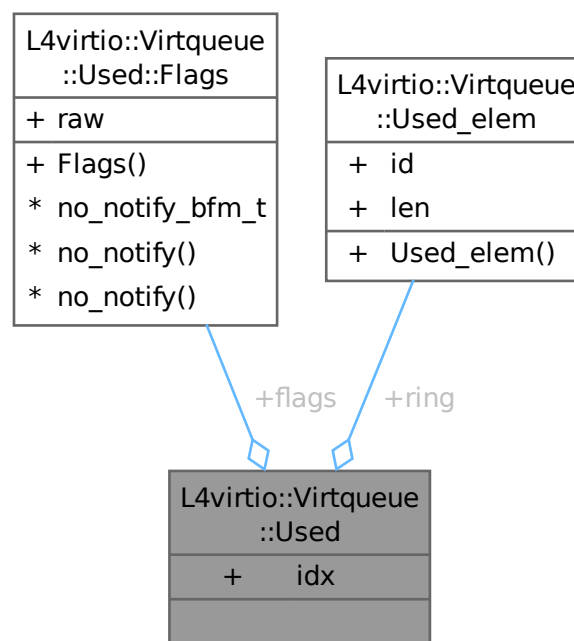 L4virtio::Virtqueue
::Used::Flags
+ raw
+ Flags()
* no_notify_bfm_t
* no_notify()
* no_notify()
L4virtio::Virtqueue
::Used_elem
+ id
+ len
+ Used_elem()
+flags
+ring
L4virtio::Virtqueue
::Used
+ idx